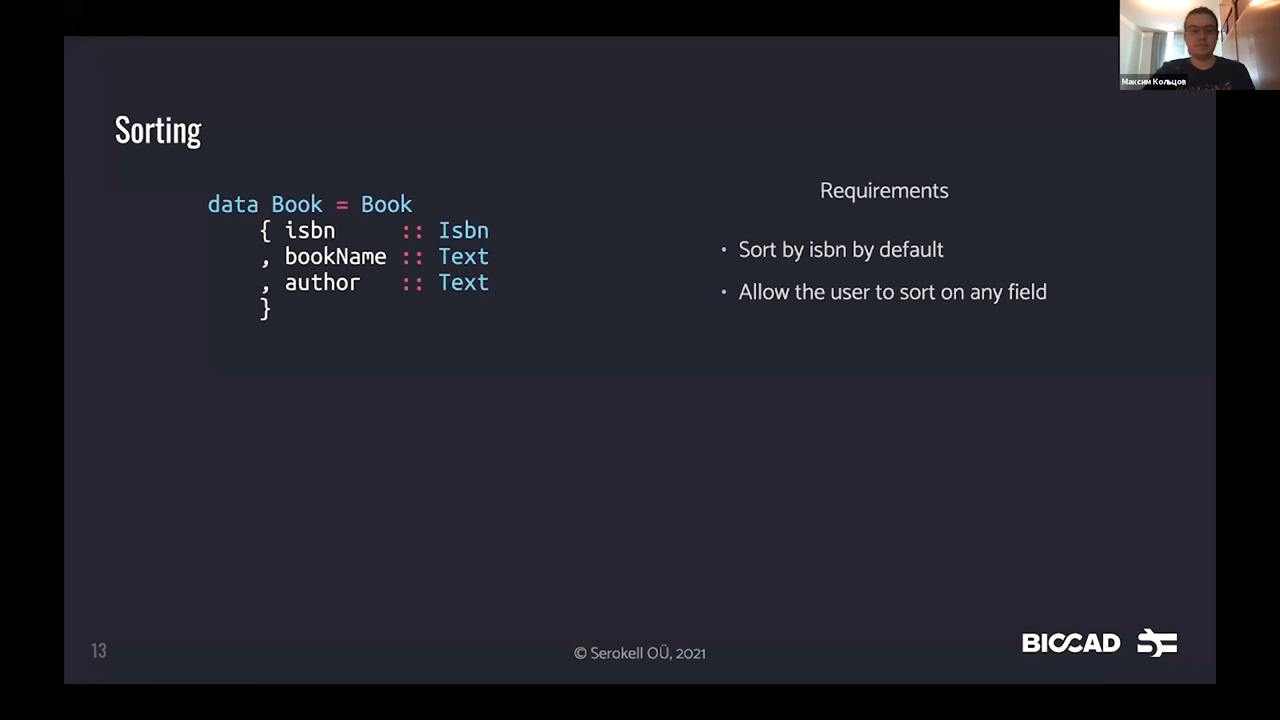 Максим Кольцов
Sorting
data Book = Book
{ isbn :: Isbn
, bookName :: Text
, author :: Text
}
Requirements
• Sort by isbn by default
• Allow the user to sort on any field
13
© Serokell OÜ, 2021
BIOCAD